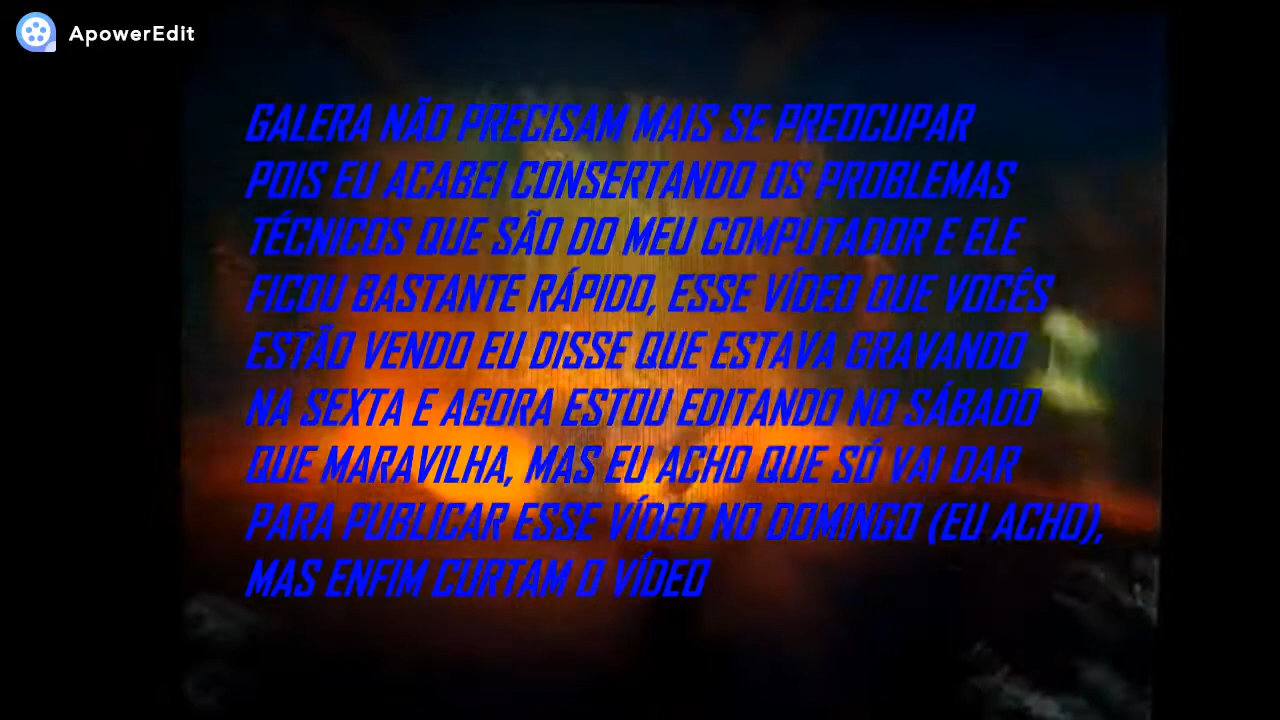 ApowerEdit
GALERA NÃO PRECISAM MAIS SE PREOCUPAR
POIS EU ACABEI CONSERTANDO OS PROBLEMAS
TÉCNICOS QUE SÃO DO MEU COMPUTADOR E ELE
FICOU BASTANTE RÁPIDO, ESSE VÍDEO QUE VOCÊS
ESTÃO VENDO EU DISSE QUE ESTAVA GRAVANDO
NA SEXTA E AGORA ESTOU EDITANDO NO SÁBADO
QUE MARAVILHA, MAS EU ACHO QUE SÓ VAI DAR
PARA PUBLICAR ESSE VÍDEO NO DOMINGO (EU ACHO),
MAS ENFIM CURTAM O VÍDEO